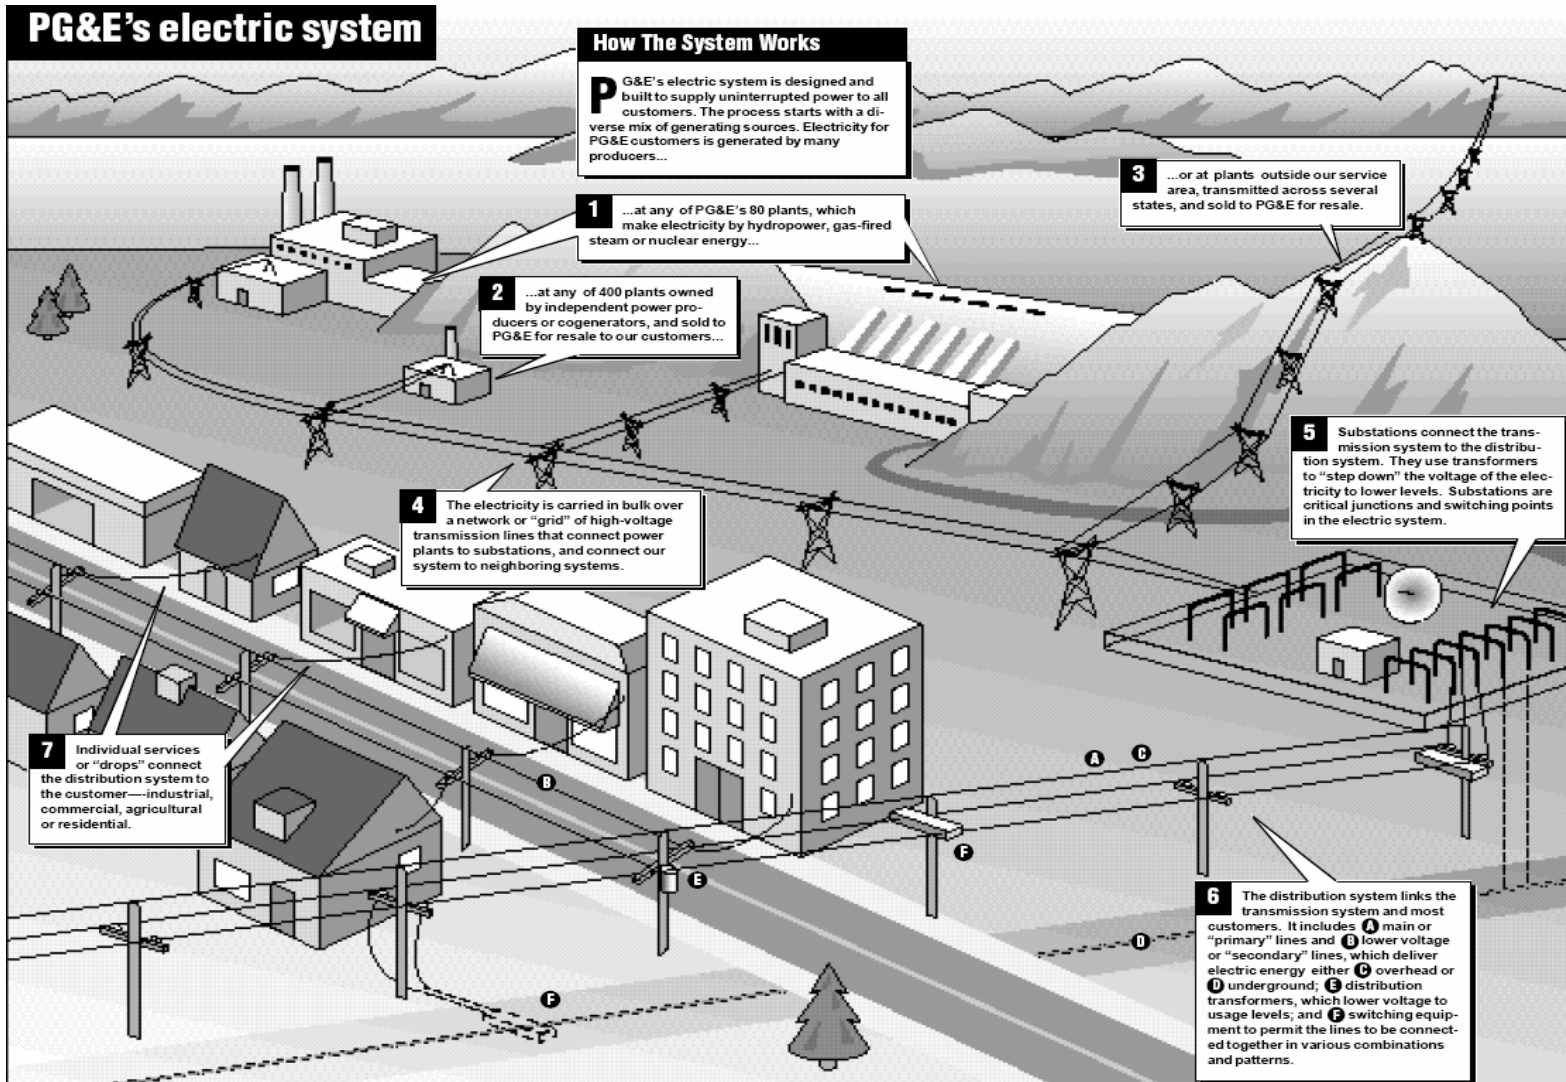 PG&E's electric system
How The System Works
PG&E's electric system is designed and
built to supply uninterrupted power to all
customers. The process starts with a di-
verse mix of generating sources. Electricity for
PG&E customers is generated by many
producers...
1 ...at any of PG&E's 80 plants, which
make electricity by hydropower, gas-fired
steam or nuclear energy...
2 ...at any of 400 plants owned
by independent power pro-
ducers or cogenerators, and sold to
PG&E for resale to our customers...
3 ...or at plants outside our service
area, transmitted across several
states, and sold to PG&E for resale.
4 The electricity is carried in bulk over
a network or “grid” of high-voltage
transmission lines that connect power
plants to substations, and connect our
system to neighboring systems.
5 Substations connect the trans-
mission system to the distribu-
tion system. They use transformers
to “step down” the voltage of the elec-
tricity to lower levels. Substations are
critical junctions and switching points
in the electric system.
6 The distribution system links the
transmission system and most
customers. It includes A main or
“primary” lines and B lower voltage
or “secondary” lines, which deliver
electric energy either C overhead or
D underground; E distribution
transformers, which lower voltage to
usage levels; and F switching equip-
ment to permit the lines to be connect-
ed together in various combinations
and patterns.
7 Individual services
or “drops” connect
the distribution system to
the customer—-industrial,
commercial, agricultural
or residential.
A
C
B
F
E
D
F